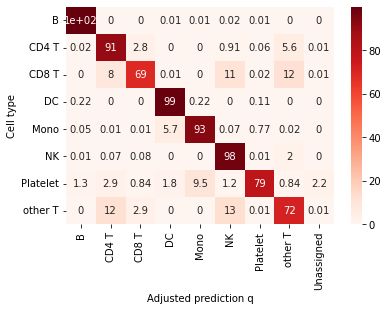 B 1e+02 0 0 0.01 0.01 0.02 0.01 0 0
CD4 T 0.02 91 2.8 0 0 0.91 0.06 5.6 0.01
CD8 T 0 8 69 0.01 0 11 0.02 12 0.01
DC 0.22 0 0 99 0.22 0 0.11 0 0
Mono 0.05 0.01 0.01 5.7 93 0.07 0.77 0.02 0
NK 0.01 0.07 0.08 0 0 98 0.01 2 0
Platelet 1.3 2.9 0.84 1.8 9.5 1.2 79 0.84 2.2
other T 0 12 2.9 0 0 13 0.01 72 0.01
Cell type
B
CD4 T
CD8 T
DC
Mono
NK
Platelet
other T
Unassigned
Adjusted prediction q
80
60
40
20
0